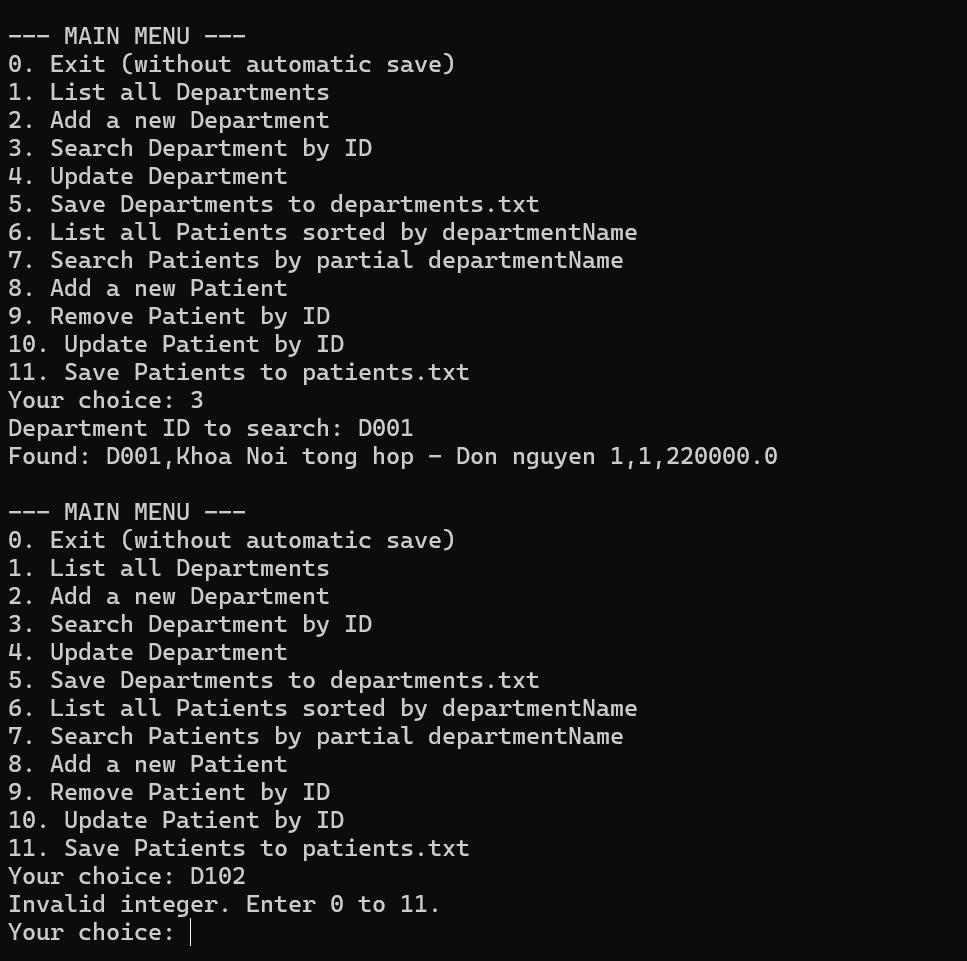 --- MAIN MENU ---
0. Exit (without automatic save)
1. List all Departments
2. Add a new Department
3. Search Department by ID
4. Update Department
5. Save Departments to departments.txt
6. List all Patients sorted by departmentName
7. Search Patients by partial departmentName
8. Add a new Patient
9. Remove Patient by ID
10. Update Patient by ID
11. Save Patients to patients.txt
Your choice: 3
Department ID to search: D001
Found: D001,Khoa Noi tong hop - Don nguyen 1,1,220000.0
--- MAIN MENU ---
0. Exit (without automatic save)
1. List all Departments
2. Add a new Department
3. Search Department by ID
4. Update Department
5. Save Departments to departments.txt
6. List all Patients sorted by departmentName
7. Search Patients by partial departmentName
8. Add a new Patient
9. Remove Patient by ID
10. Update Patient by ID
11. Save Patients to patients.txt
Your choice: D102
Invalid integer. Enter 0 to 11.
Your choice: